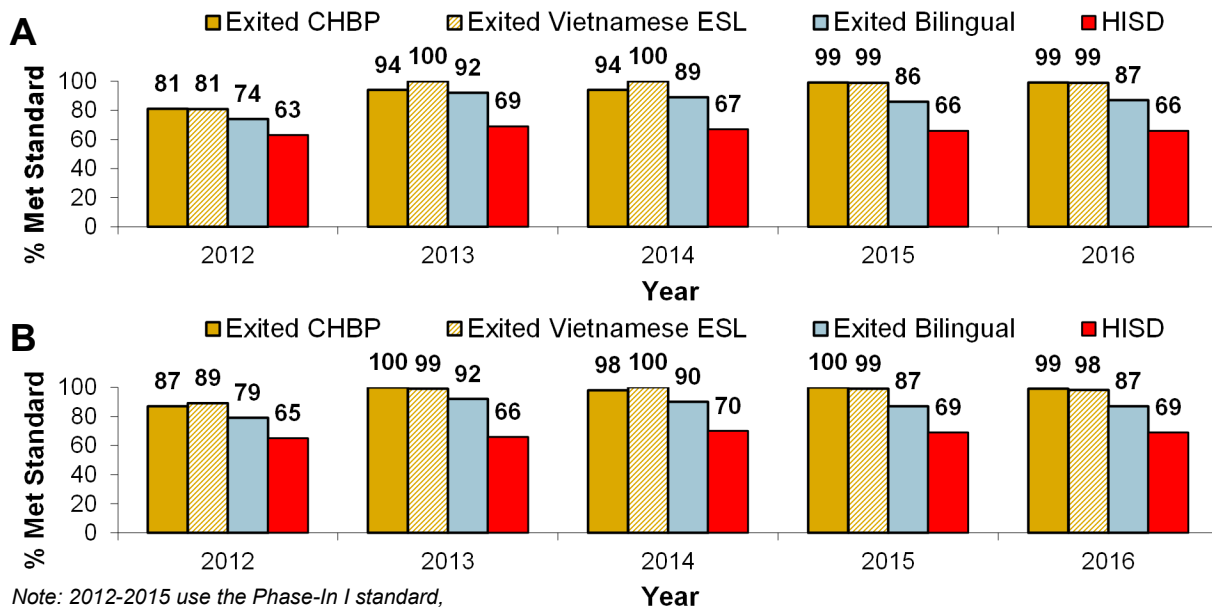 A
Exited CHBP Exited Vietnamese ESL Exited Bilingual HISD
% Met Standard
100
80
60
40
20
0
81 81 74 63
94 100 92 69
94 100 89 67
99 99 86 66
99 99 87 66
2012 2013 2014 2015 2016
Year
B
Exited CHBP Exited Vietnamese ESL Exited Bilingual HISD
% Met Standard
100
80
60
40
20
0
87 89 79 65
100 99 92 66
98 100 90 70
100 99 87 69
99 98 87 69
2012 2013 2014 2015 2016
Year
Note: 2012-2015 use the Phase-In I standard,